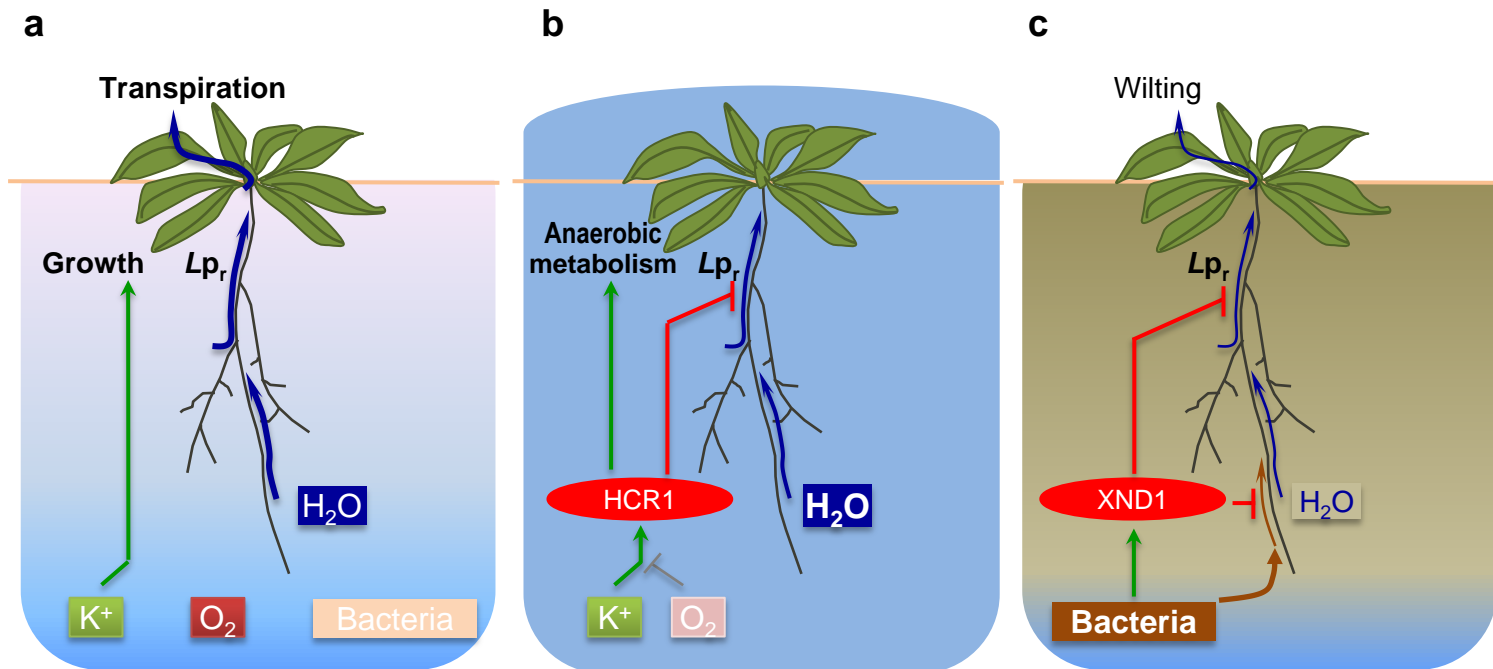 a
Transpiration
Growth
Lpr
H2O
K+
O2
Bacteria
b
Anaerobic
metabolism
Lpr
HCR1
H2O
K+
O2
c
Wilting
Lpr
XND1
H2O
Bacteria